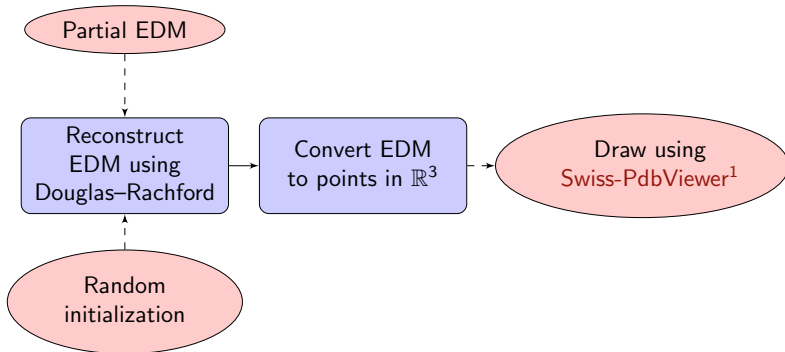 Partial EDM
Reconstruct
EDM using
Douglas–Rachford
Convert EDM
to points in ℝ³
Draw using
Swiss-PdbViewer¹
Random
initialization